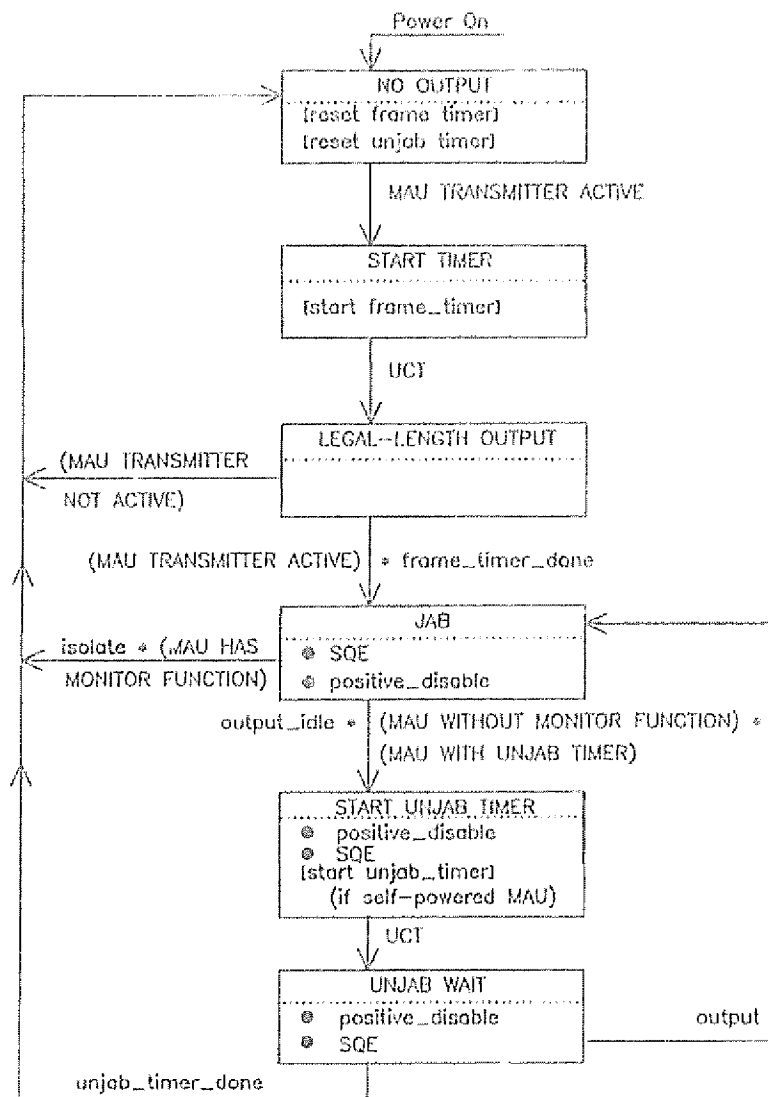 Power On
NO OUTPUT
[reset frame timer]
[reset unjab timer]
MAU TRANSMITTER ACTIVE
START TIMER
[start frame_timer]
UCT
LEGAL--LENGTH OUTPUT
(MAU TRANSMITTER
NOT ACTIVE)
(MAU TRANSMITTER ACTIVE) * frame_timer_done
JAB
isolate * (MAU HAS
MONITOR FUNCTION)
• SQE
• positive_disable
output_idle * (MAU WITHOUT MONITOR FUNCTION) *
(MAU WITH UNJAB TIMER)
START UNJAB TIMER
• positive_disable
• SQE
[start unjab_timer]
(if self-powered MAU)
UCT
UNJAB WAIT
• positive_disable
• SQE
output
unjab_timer_done